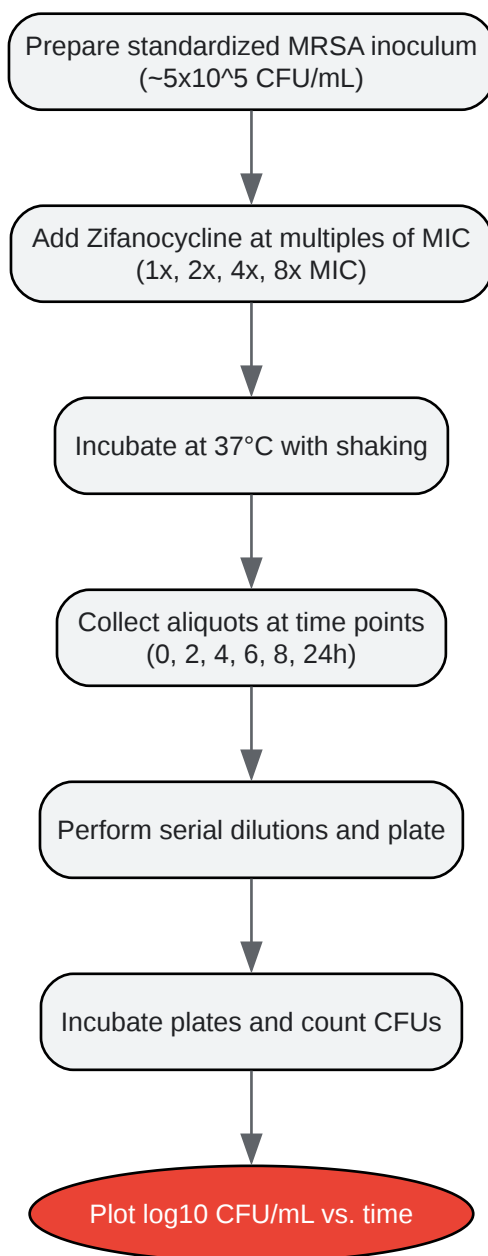 Prepare standardized MRSA inoculum
(~5x10^5 CFU/mL)
Add Zifanocycline at multiples of MIC
(1x, 2x, 4x, 8x MIC)
Incubate at 37°C with shaking
Collect aliquots at time points
(0, 2, 4, 6, 8, 24h)
Perform serial dilutions and plate
Incubate plates and count CFUs
Plot log10 CFU/mL vs. time